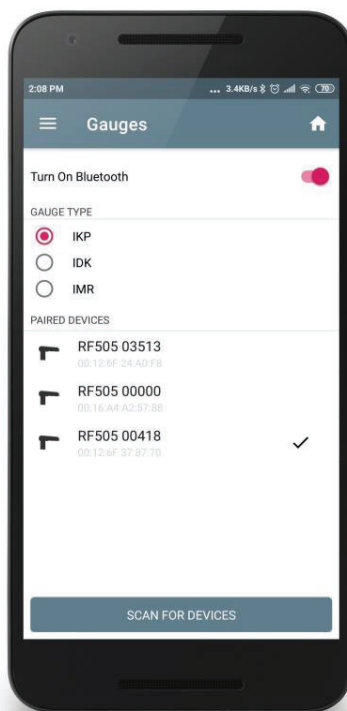 2:08 PM ... 3.4KB/s 70
Gauges
Turn On Bluetooth
GAUGE TYPE
IKP
IDK
IMR
PAIRED DEVICES
RF505 03513
00:12:6F:24:A0:F8
RF505 00000
00:16:A4:A2:57:8B
RF505 00418
00:12:6F:37:87:70
SCAN FOR DEVICES